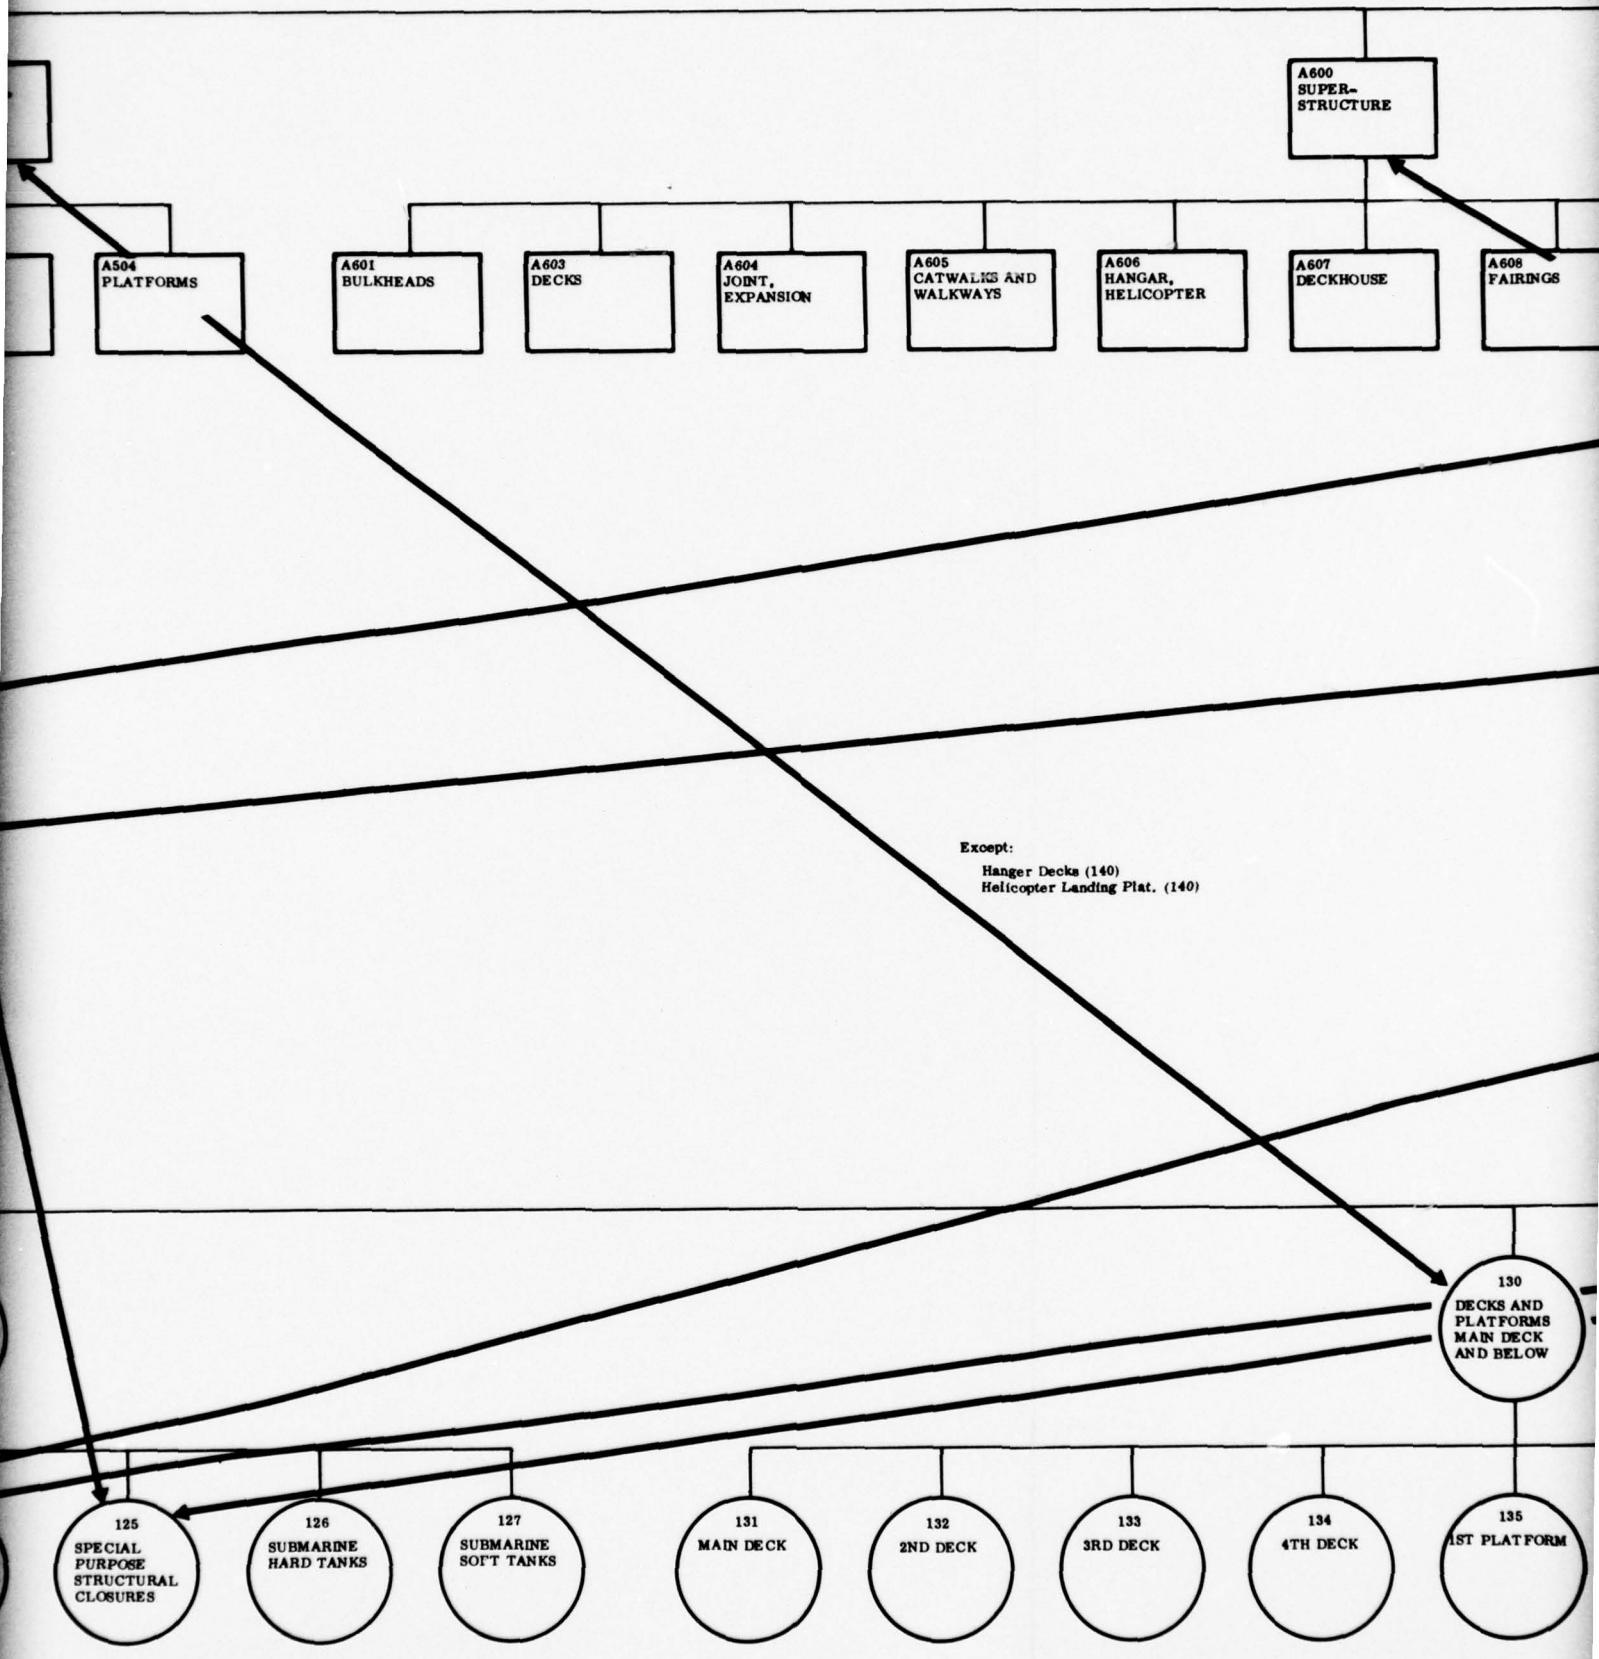 A600
SUPER-
STRUCTURE
A504
PLATFORMS
A601
BULKHEADS
A603
DECKS
A604
JOINT,
EXPANSION
A605
CATWALKS AND
WALKWAYS
A606
HANGAR,
HELICOPTER
A607
DECKHOUSE
A608
FAIRINGS
Except:
Hanger Decks (140)
Helicopter Landing Plat. (140)
130
DECKS AND
PLATFORMS
MAIN DECK
AND BELOW
125
SPECIAL
PURPOSE
STRUCTURAL
CLOSURES
126
SUBMARINE
HARD TANKS
127
SUBMARINE
SOFT TANKS
131
MAIN DECK
132
2ND DECK
133
3RD DECK
134
4TH DECK
135
1ST PLATFORM